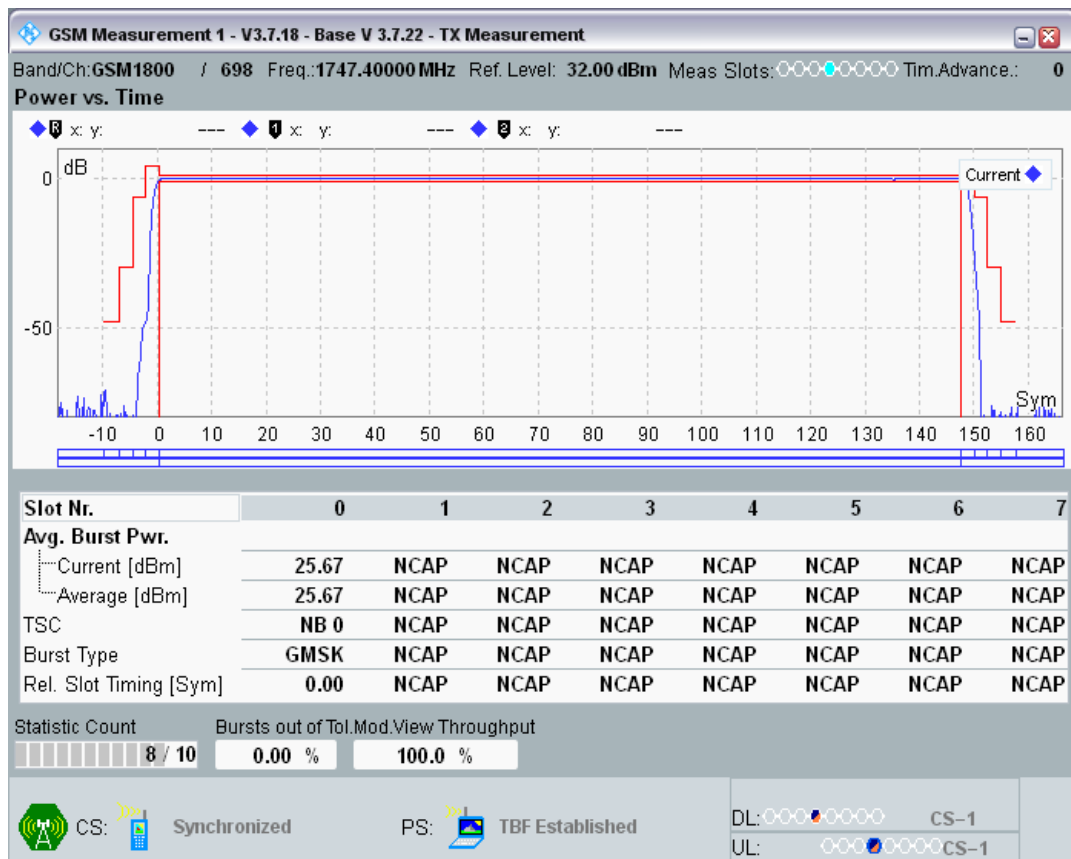 GSM Measurement 1 - V3.7.18 - Base V 3.7.22 - TX Measurement
Band/Ch:GSM1800 / 698 Freq.:1747.40000 MHz Ref. Level: 32.00 dBm Meas Slots: Tim.Advance.: 0
Power vs. Time
R x: y: --- 1 x: y: --- 2 x: y: ---
dB
0
Current
-50
Sym
-10 0 10 20 30 40 50 60 70 80 90 100 110 120 130 140 150 160
Slot Nr. 0 1 2 3 4 5 6 7
Avg. Burst Pwr.
Current [dBm] 25.67 NCAP NCAP NCAP NCAP NCAP NCAP NCAP
Average [dBm] 25.67 NCAP NCAP NCAP NCAP NCAP NCAP NCAP
TSC NB 0 NCAP NCAP NCAP NCAP NCAP NCAP NCAP
Burst Type GMSK NCAP NCAP NCAP NCAP NCAP NCAP NCAP
Rel. Slot Timing [Sym] 0.00 NCAP NCAP NCAP NCAP NCAP NCAP NCAP
Statistic Count Bursts out of Tol.Mod.View Throughput
8 / 10 0.00 % 100.0 %
CS: Synchronized PS: TBF Established DL: CS-1
UL: CS-1